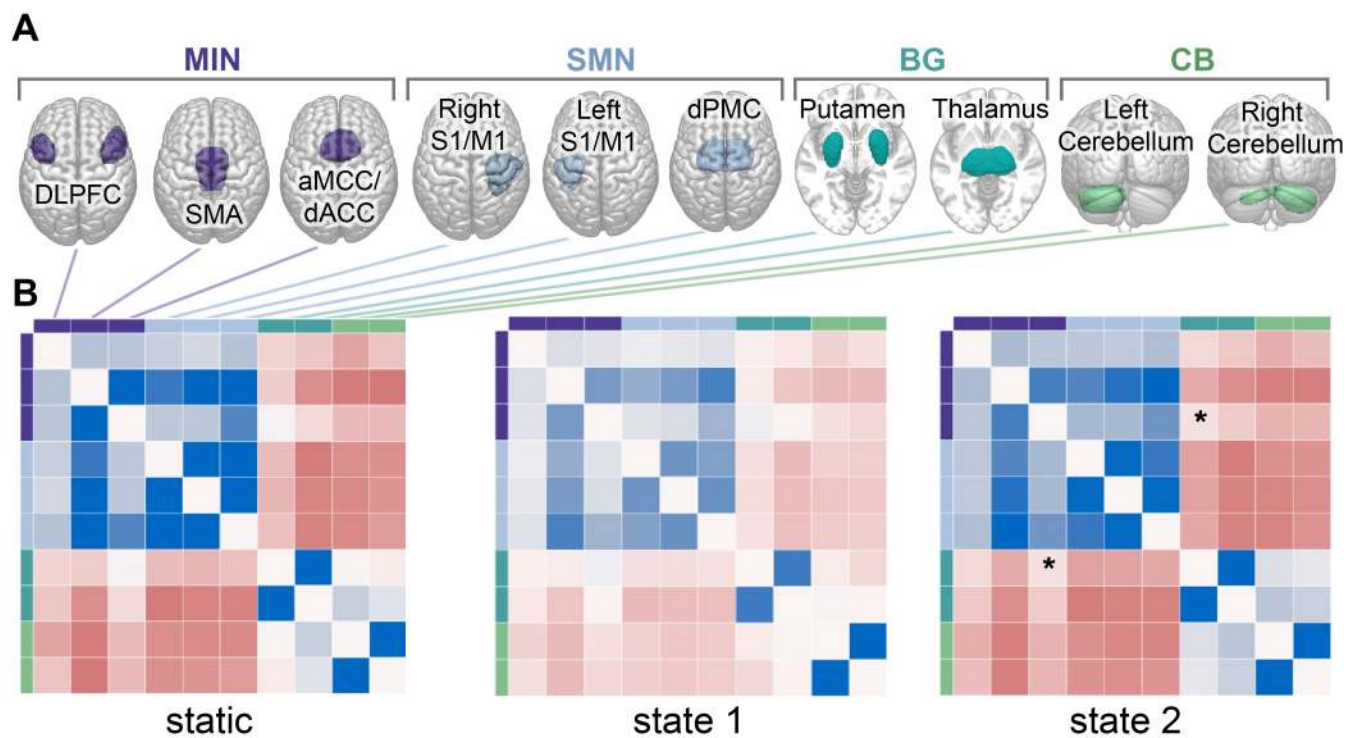 A
MIN
SMN
BG
CB
DLPFC
SMA
aMCC/
dACC
Right
S1/M1
Left
S1/M1
dPMC
Putamen
Thalamus
Left
Cerebellum
Right
Cerebellum
B
*
*
static
state 1
state 2